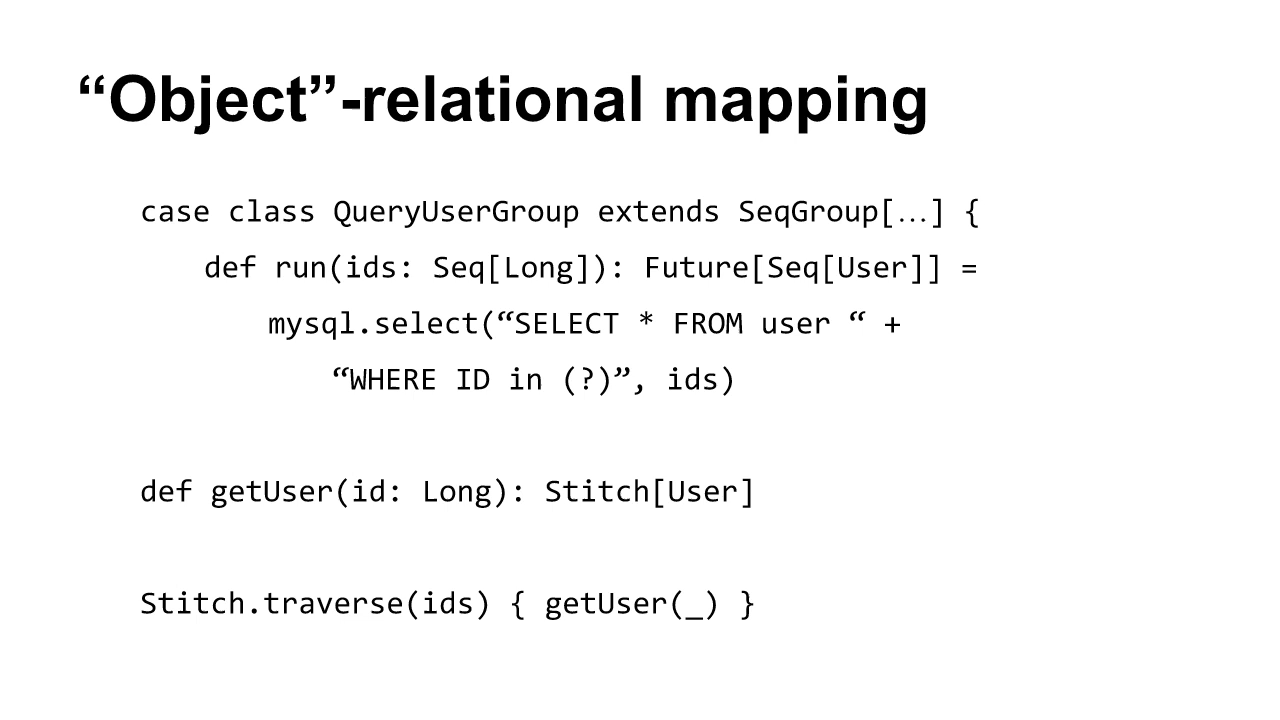 “Object”-relational mapping
case class QueryUserGroup extends SeqGroup[…] {
def run(ids: Seq[Long]): Future[Seq[User]] =
mysql.select(“SELECT * FROM user “ +
“WHERE ID in (?)”, ids)
def getUser(id: Long): Stitch[User]
Stitch.traverse(ids) { getUser(_) }